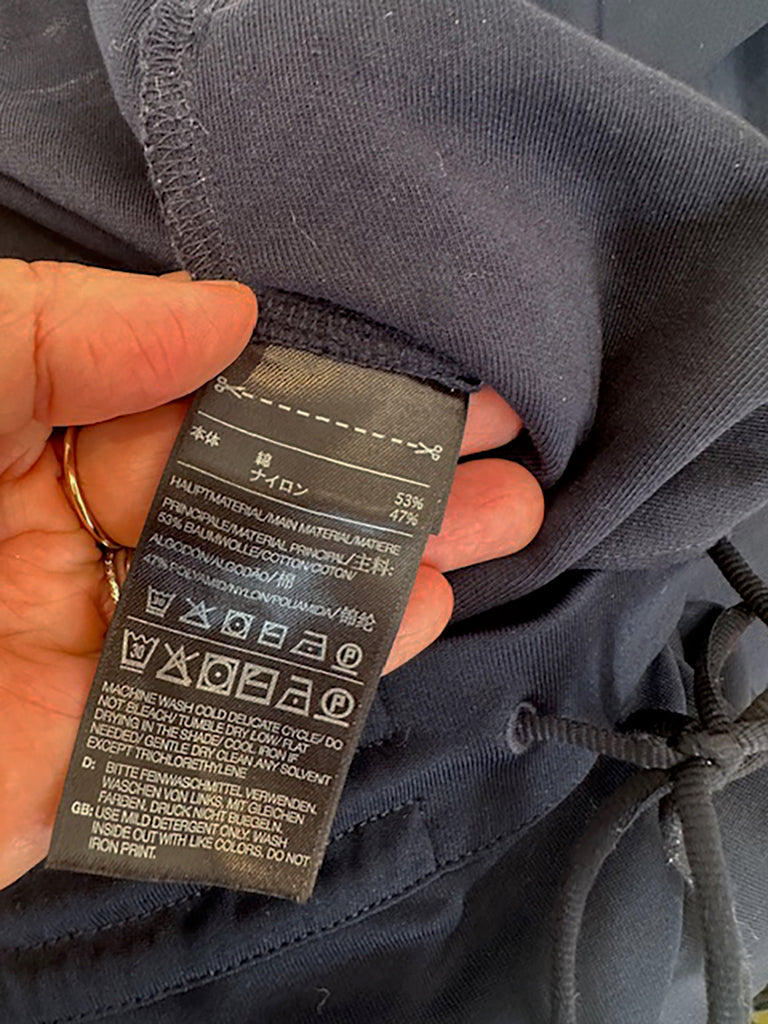 本体 綿 53%
ナイロン 47%
HAUPTMATERIAL/MAIN MATERIAL/MATIERE
PRINCIPALE/MATERIAL PRINCIPAL/主料:
53% BAUMWOLLE/COTTON/COTON/
ALGODÓN/ALGODÃO/棉
47% POLYAMID/NYLON/POLIAMIDA/锦纶
30
P
30
P
MACHINE WASH COLD DELICATE CYCLE/ DO
NOT BLEACH/ TUMBLE DRY LOW/ FLAT
DRYING IN THE SHADE/ COOL IRON IF
NEEDED/ GENTLE DRY CLEAN ANY SOLVENT
EXCEPT TRICHLORETHYLENE
D: BITTE FEINWASCHMITTEL VERWENDEN.
WASCHEN VON LINKS, MIT GLEICHEN
FARBEN. DRUCK NICHT BUEGELN.
GB: USE MILD DETERGENT ONLY. WASH
INSIDE OUT WITH LIKE COLORS. DO NOT
IRON PRINT.